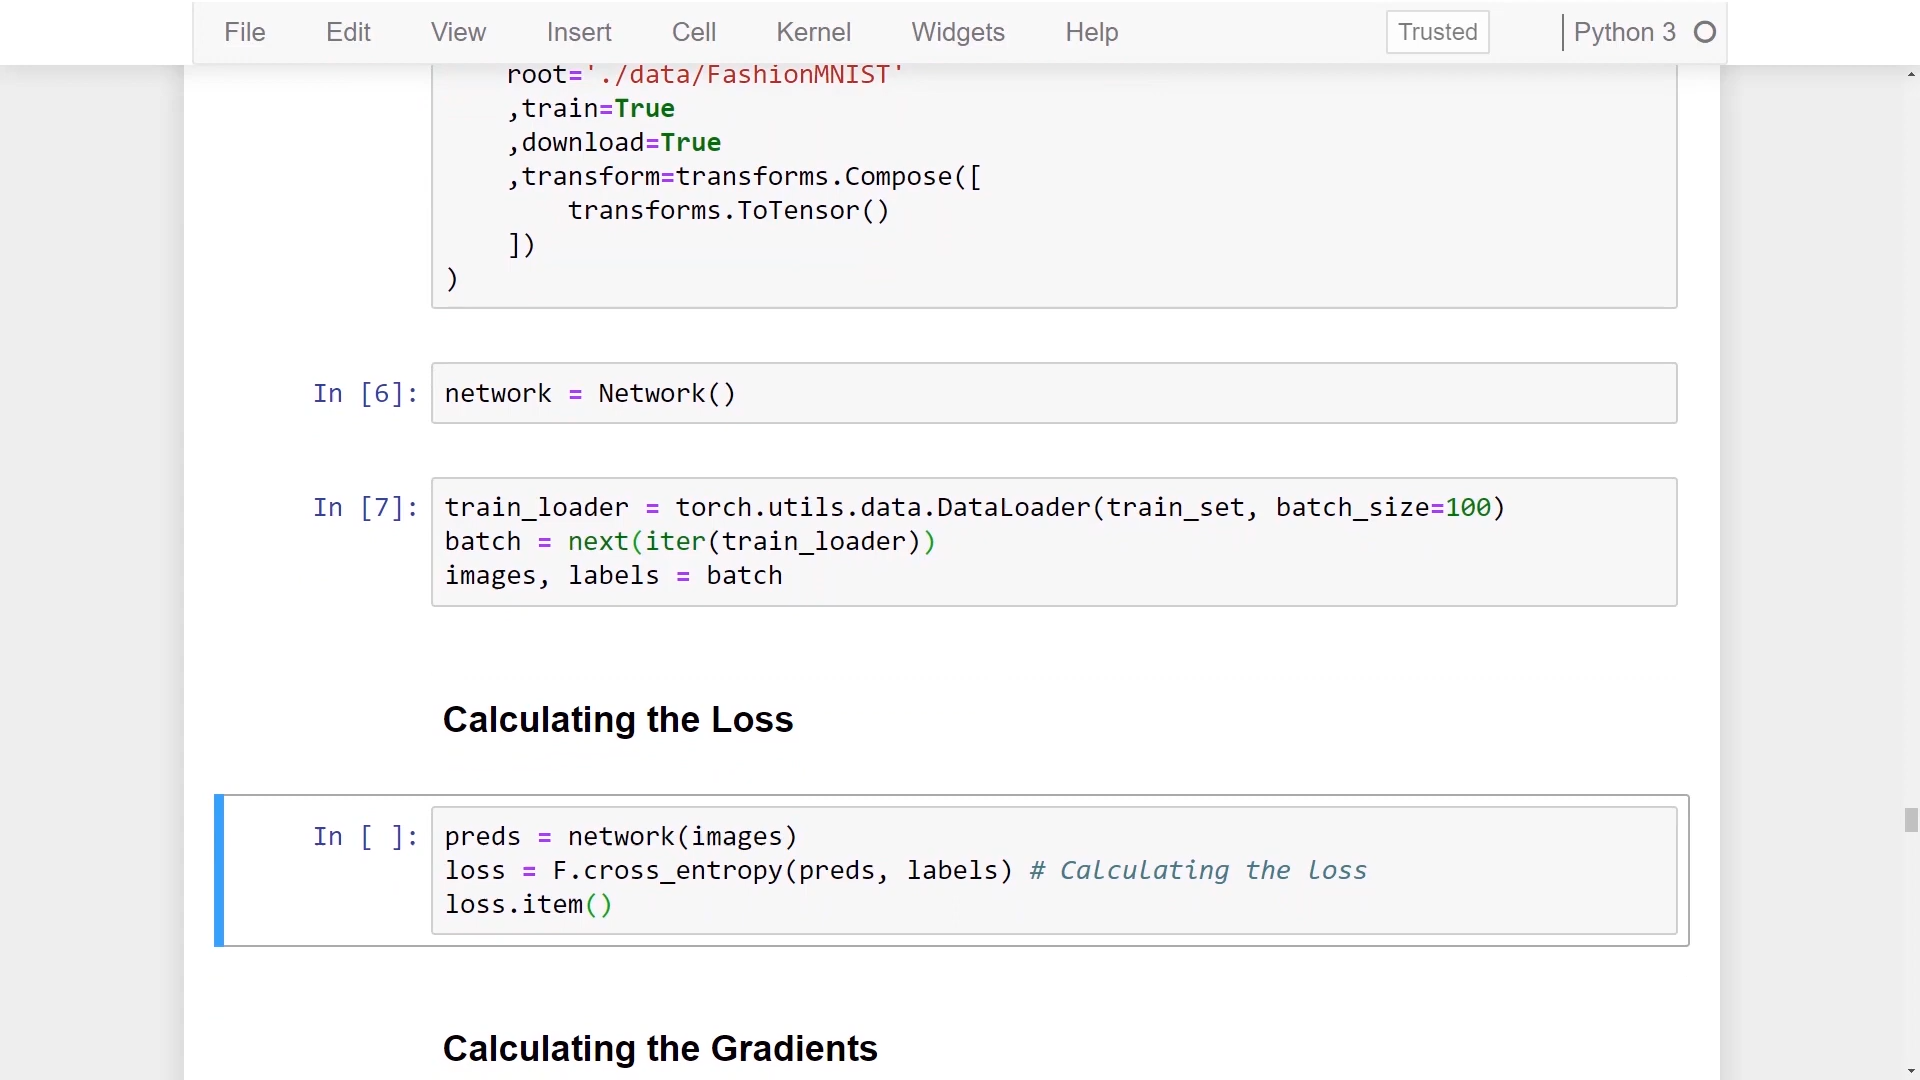 File Edit View Insert Cell Kernel Widgets Help Trusted Python 3
root='./data/FashionMNIST'
,train=True
,download=True
,transform=transforms.Compose([
transforms.ToTensor()
])
)
In [6]: network = Network()
In [7]: train_loader = torch.utils.data.DataLoader(train_set, batch_size=100)
batch = next(iter(train_loader))
images, labels = batch
Calculating the Loss
In [ ]: preds = network(images)
loss = F.cross_entropy(preds, labels) # Calculating the loss
loss.item()
Calculating the Gradients